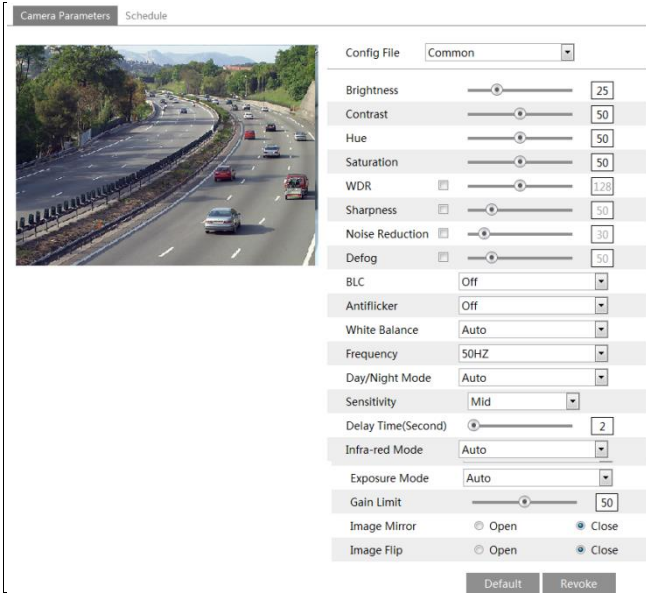 Camera Parameters Schedule
Config File Common
Brightness 25
Contrast 50
Hue 50
Saturation 50
WDR 128
Sharpness 50
Noise Reduction 30
Defog 50
BLC Off
Antiflicker Off
White Balance Auto
Frequency 50HZ
Day/Night Mode Auto
Sensitivity Mid
Delay Time(Second) 2
Infra-red Mode Auto
Exposure Mode Auto
Gain Limit 50
Image Mirror Open Close
Image Flip Open Close
Default Revoke